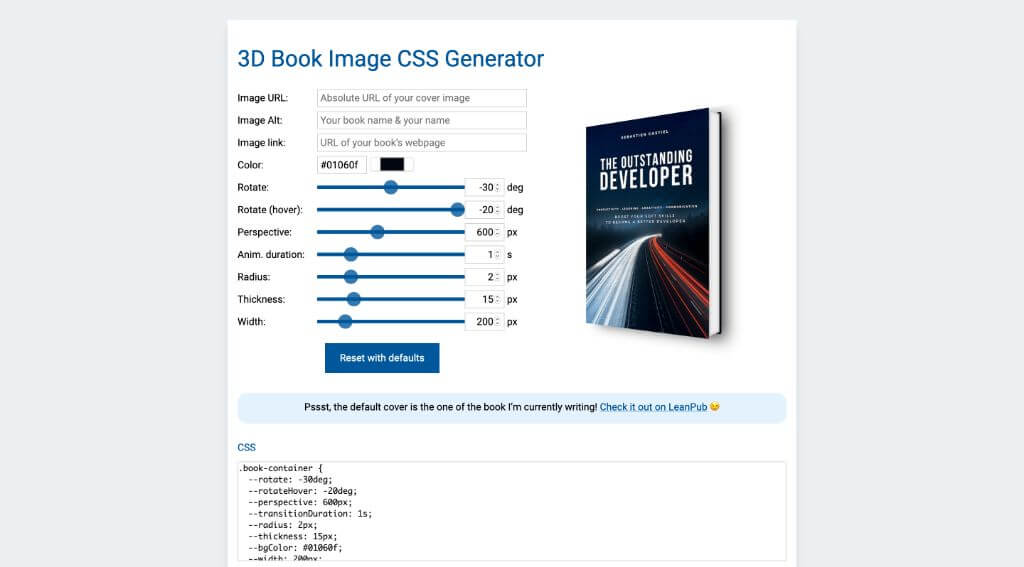 3D Book Image CSS Generator
Image URL: Absolute URL of your cover image
Image Alt: Your book name & your name
Image link: URL of your book's webpage
Color: #01060f
Rotate: -30 deg
Rotate (hover): -20 deg
Perspective: 600 px
Anim. duration: 1 s
Radius: 2 px
Thickness: 15 px
Width: 200 px
Reset with defaults
SEBASTIEN CASTIEL
THE OUTSTANDING
DEVELOPER
PRODUCTIVITY · LEARNING · CREATIVITY · COMMUNICATION
BOOST YOUR SOFT SKILLS
TO BECOME A BETTER DEVELOPER
Pssst, the default cover is the one of the book I'm currently writing! Check it out on LeanPub 😉
CSS
.book-container {
--rotate: -30deg;
--rotateHover: -20deg;
--perspective: 600px;
--transitionDuration: 1s;
--radius: 2px;
--thickness: 15px;
--bgColor: #01060f;
--width: 200px;